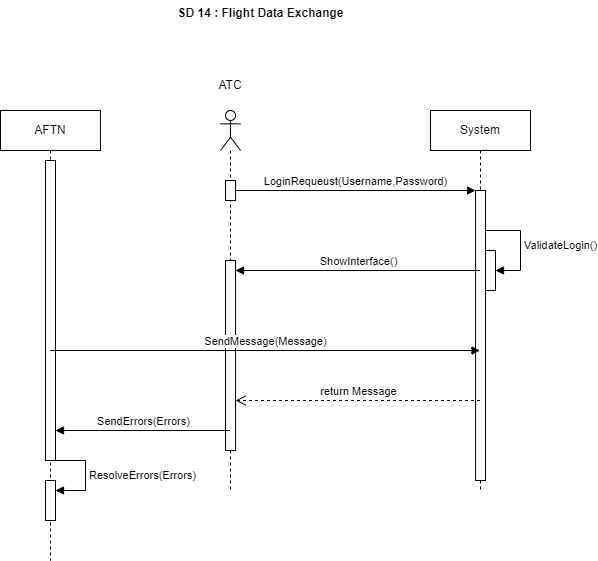 SD 14 : Flight Data Exchange
ATC
AFTN
System
LoginRequeust(Username,Password)
ValidateLogin()
ShowInterface()
SendMessage(Message)
return Message
SendErrors(Errors)
ResolveErrors(Errors)